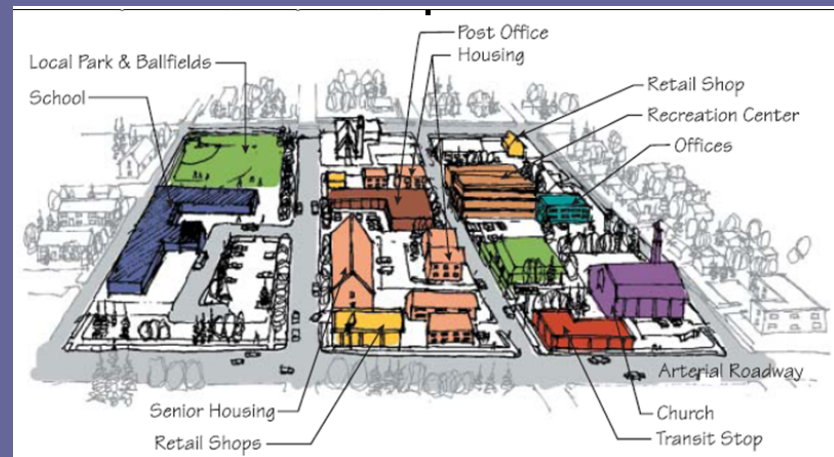 Post Office
Housing
Local Park & Ballfields
School
Retail Shop
Recreation Center
Offices
Arterial Roadway
Senior Housing
Church
Retail Shops
Transit Stop